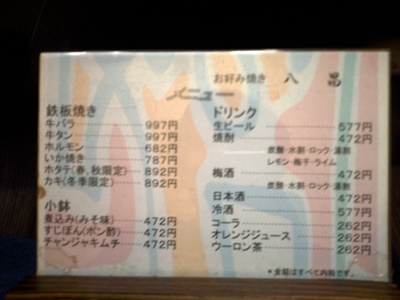 お好み焼き 八昌
メニュー
鉄板焼き
牛バラ 997円
牛タン 997円
ホルモン 682円
いか焼き 787円
ホタテ(春、秋限定) 892円
カキ(冬季限定) 892円
小鉢
煮込み(みそ味) 472円
すじぽん(ポン酢) 472円
チャンジャキムチ 472円
ドリンク
生ビール 577円
焼酎 472円
炭酸・水割・ロック・湯割
レモン・梅干・ライム
梅酒 472円
炭酸・水割・ロック・湯割
日本酒 472円
冷酒 577円
コーラ 262円
オレンジジュース 262円
ウーロン茶 262円
*金額はすべて内税です。